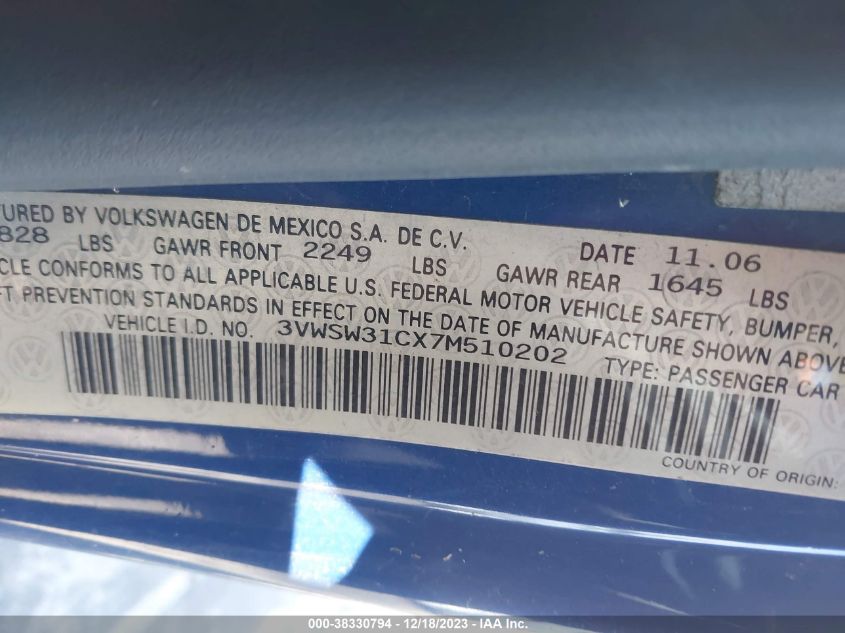 TURED BY VOLKSWAGEN DE MEXICO S.A. DE C.V. DATE 11.06
828 LBS GAWR FRONT 2249 LBS GAWR REAR 1645 LBS
CLE CONFORMS TO ALL APPLICABLE U.S. FEDERAL MOTOR VEHICLE SAFETY, BUMPER,
FT PREVENTION STANDARDS IN EFFECT ON THE DATE OF MANUFACTURE SHOWN ABOVE
VEHICLE I.D. NO. 3VWSW31CX7M510202 TYPE: PASSENGER CAR
COUNTRY OF ORIGIN:
000-38330794 - 12/18/2023 - IAA Inc.